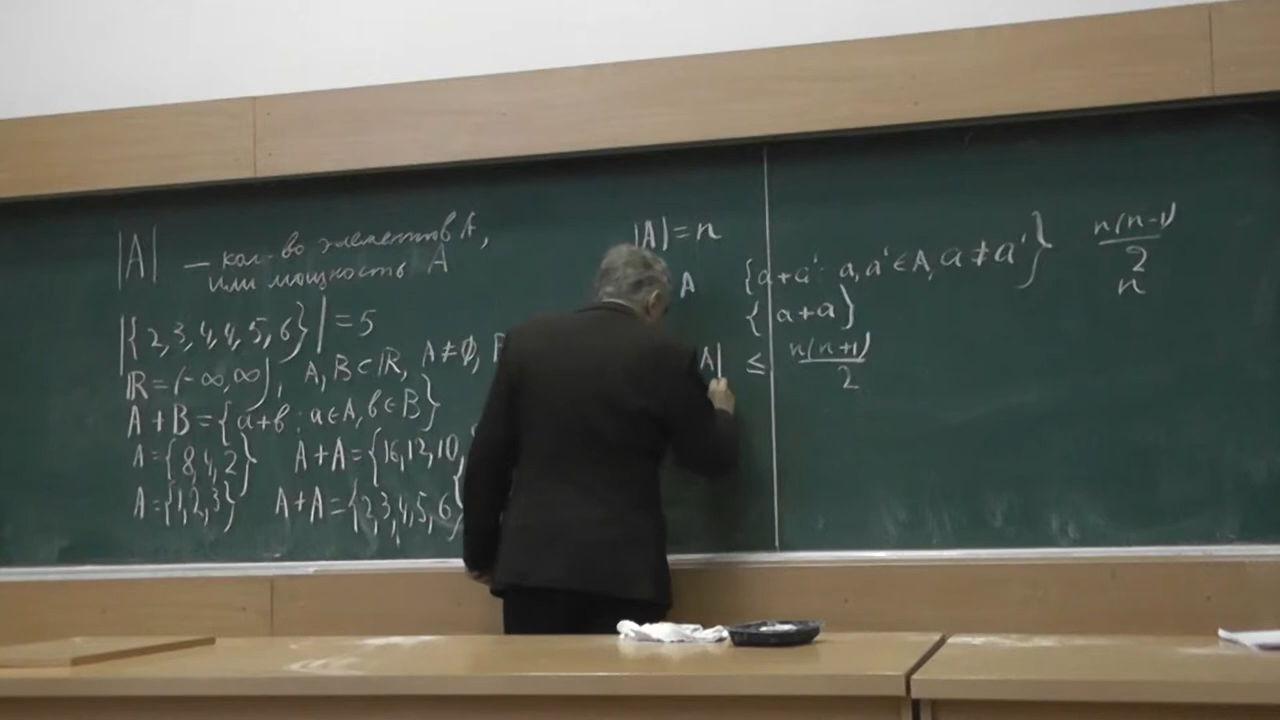 |A| — кол-во элементов A,
или мощность A
|{2,3,4,4,5,6}| = 5
ℝ = (-∞,∞), A, B ⊂ ℝ, A ≠ ∅, B
A + B = {a+b : a∈A, b∈B}
A = {8,4,2} A+A = {16,12,10,
A = {1,2,3} A+A = {2,3,4,5,6}
|A| = n
A {a+a' : a,a' ∈ A, a ≠ a'} n(n-1)/2
{a+a} n
A| ≤ n(n+1)/2